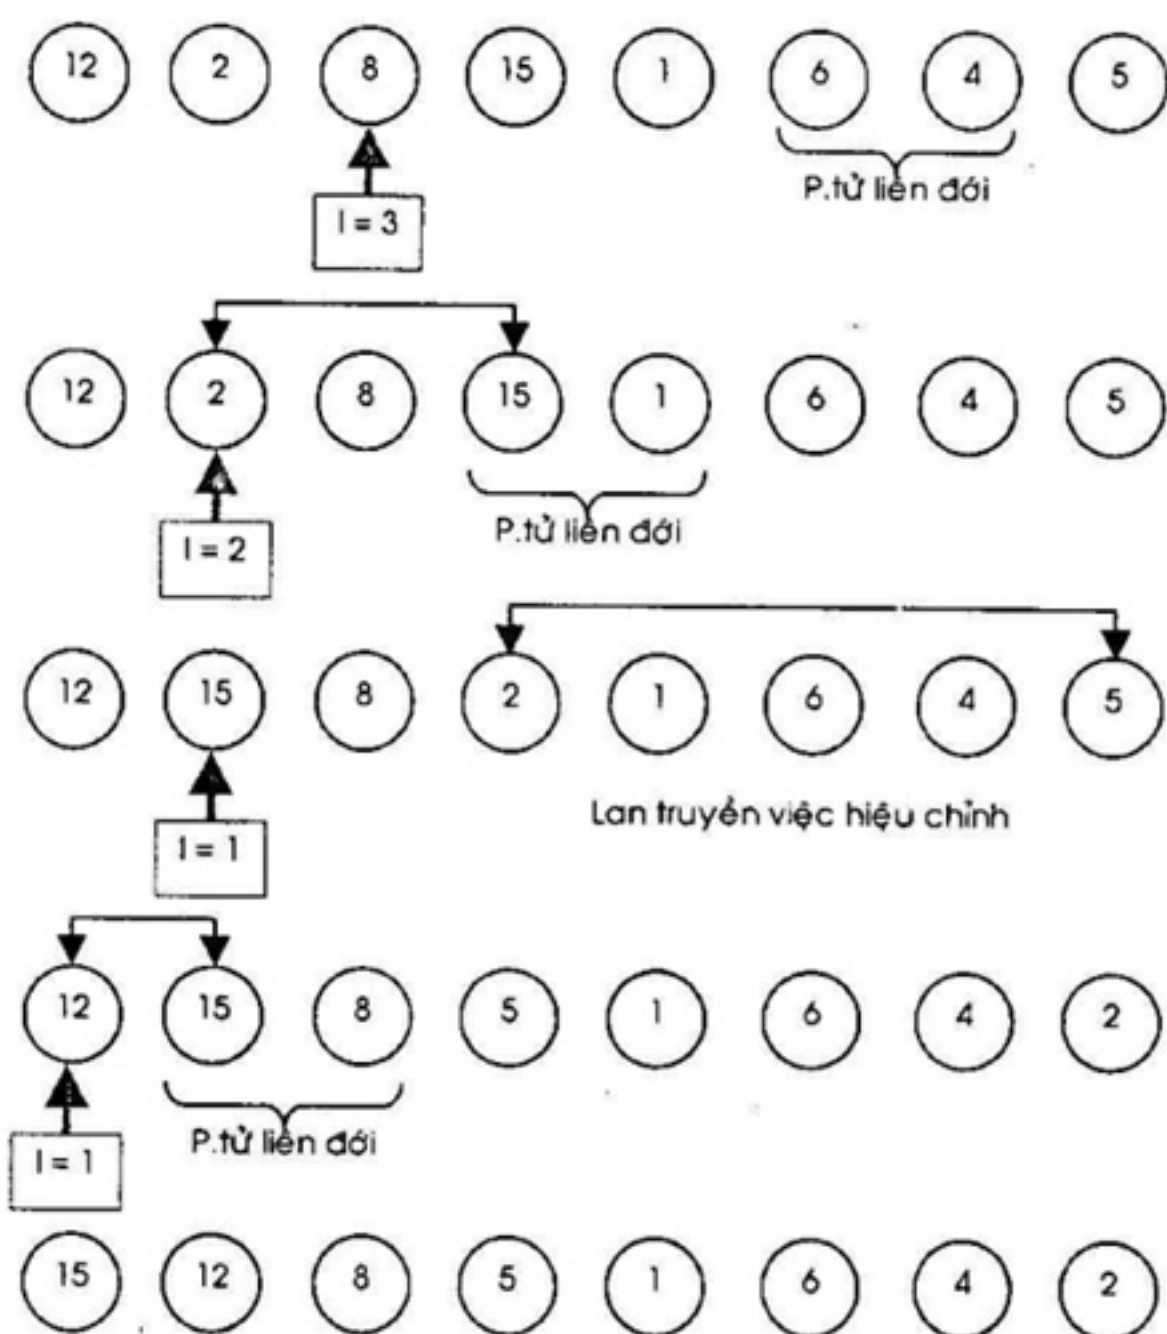 12 2 8 15 1 6 4 5
P.tử liên đới
l = 3
12 2 8 15 1 6 4 5
P.tử liên đới
l = 2
12 15 8 2 1 6 4 5
Lan truyền việc hiệu chỉnh
l = 1
12 15 8 5 1 6 4 2
P.tử liên đới
l = 1
15 12 8 5 1 6 4 2